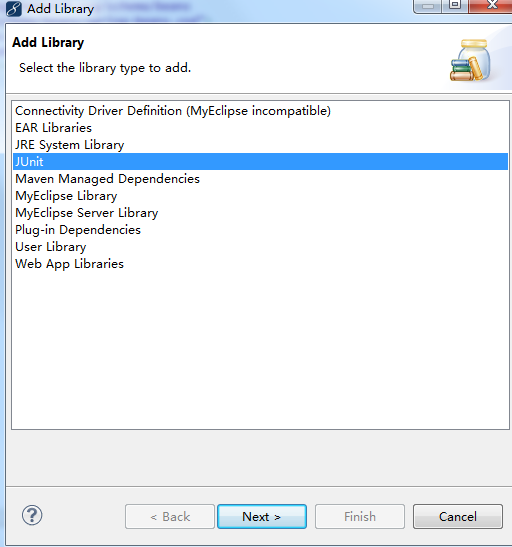 Add Library
Add Library
Select the library type to add.
Connectivity Driver Definition (MyEclipse incompatible)
EAR Libraries
JRE System Library
JUnit
Maven Managed Dependencies
MyEclipse Library
MyEclipse Server Library
Plug-in Dependencies
User Library
Web App Libraries
?
< Back
Next >
Finish
Cancel